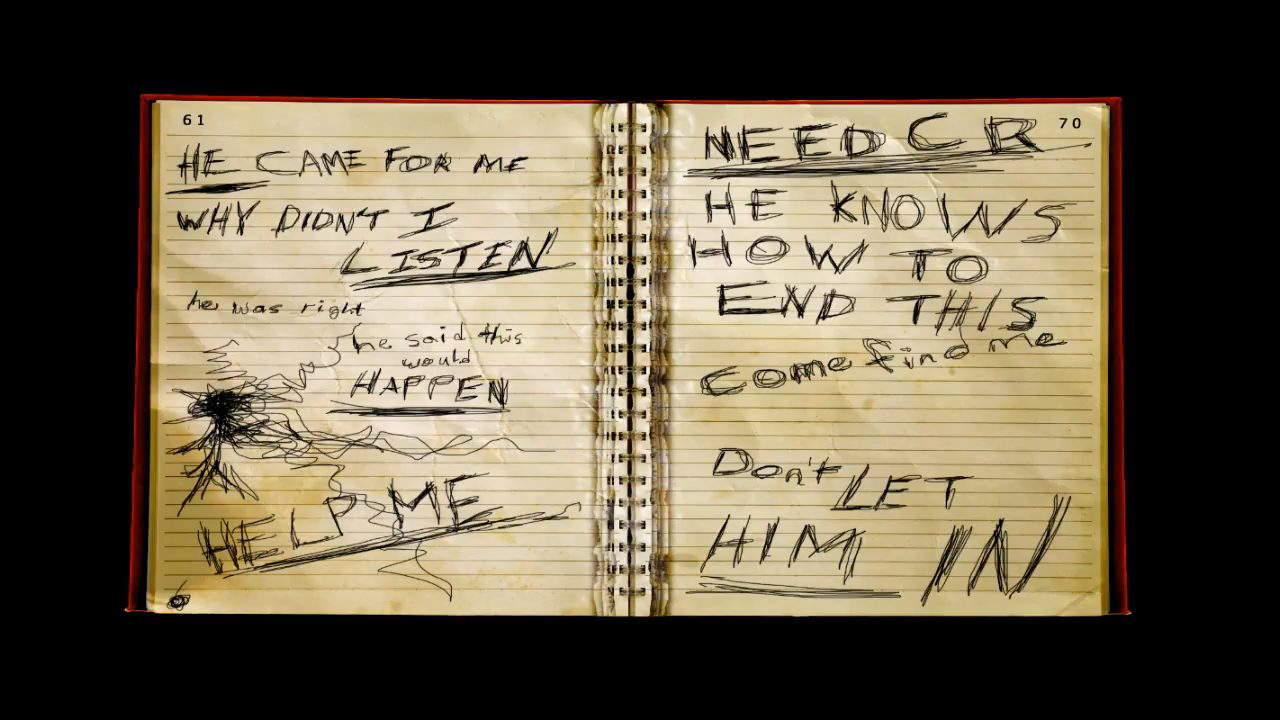 61
HE CAME FOR ME
WHY DIDN'T I
LISTEN
he was right
he said this
would
HAPPEN
HELP ME
70
NEED CR
HE KNOWS
HOW TO
END THIS
come find me
Don't LET
HIM IN